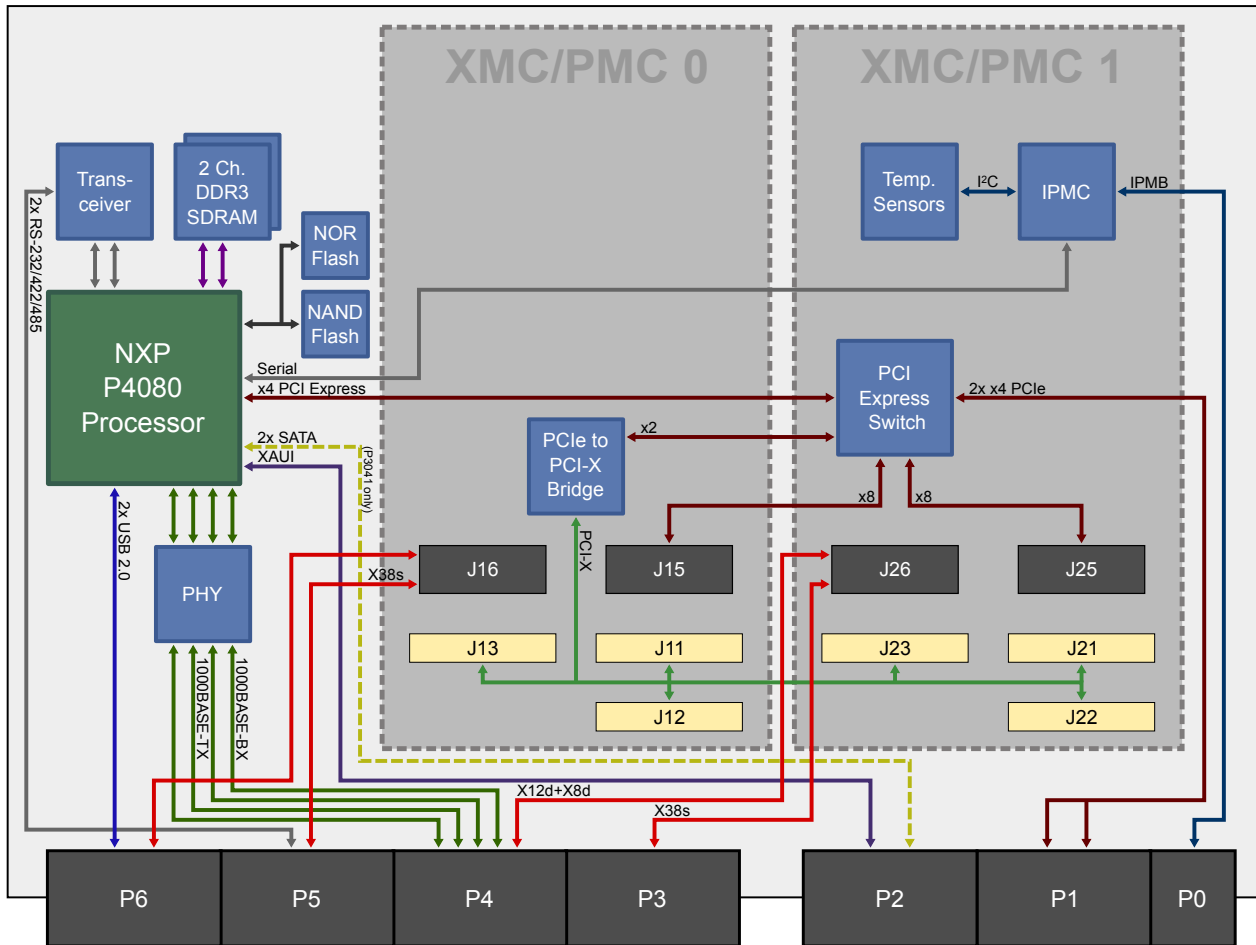 XMC/PMC 0
XMC/PMC 1
Trans-
ceiver
2 Ch.
DDR3
SDRAM
NOR
Flash
NAND
Flash
Temp.
Sensors
I²C
IPMC
IPMB
2x RS-232/422/485
NXP
P4080
Processor
Serial
x4 PCI Express
2x SATA
XAUI
(P3041 only)
PCI
Express
Switch
2x x4 PCIe
x2
PCIe to
PCI-X
Bridge
x8
x8
PCI-X
2x USB 2.0
PHY
J16
X38s
J15
J26
J25
J13
J11
J23
J21
J12
J22
1000BASE-TX
1000BASE-BX
X12d+X8d
X38s
P6
P5
P4
P3
P2
P1
P0